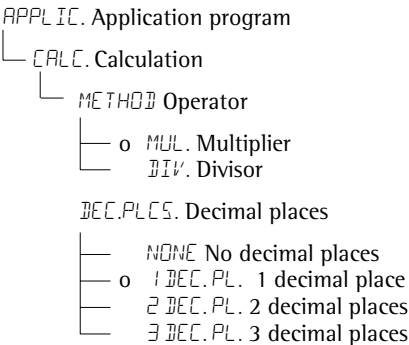 APPLIC. Application program
CALC. Calculation
METHOD Operator
o MUL. Multiplier
DIV. Divisor
DEC.PLCS. Decimal places
NONE No decimal places
o 1 DEC.PL. 1 decimal place
2 DEC.PL. 2 decimal places
3 DEC.PL. 3 decimal places